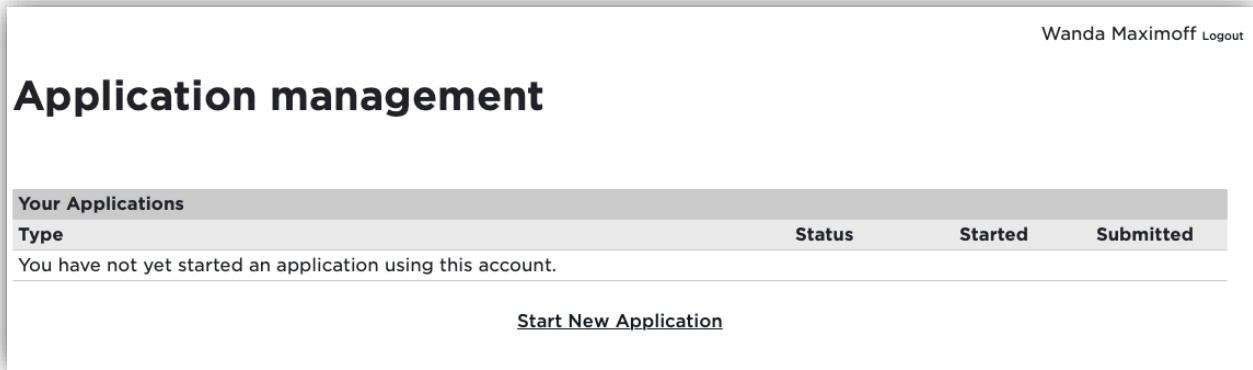 Wanda Maximoff Logout
Application management
Your Applications
Type Status Started Submitted
You have not yet started an application using this account.
Start New Application